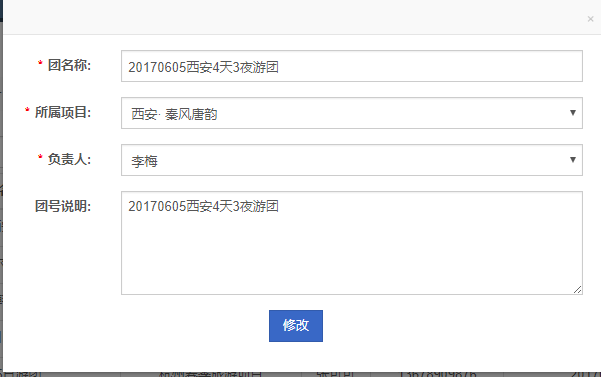 ×
* 团名称:
20170605西安4天3夜游团
* 所属项目:
西安· 秦风唐韵
* 负责人:
李梅
团号说明:
20170605西安4天3夜游团
修改